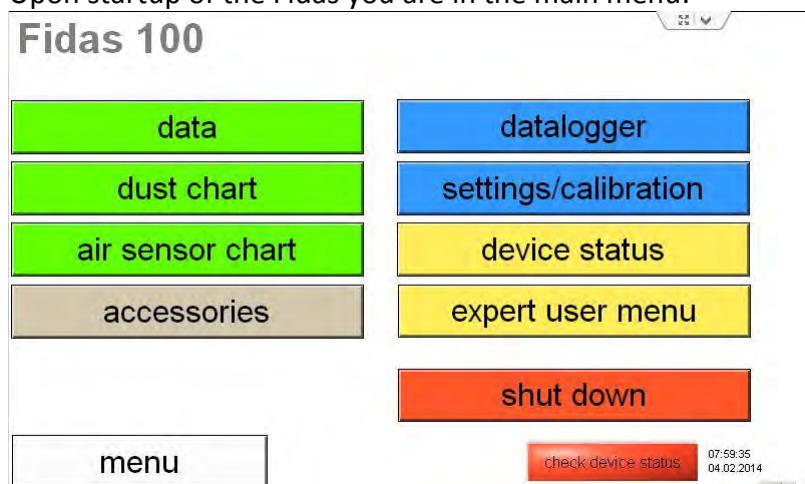 Upon startup of the Fidas you are in the main menu:
Fidas 100
data
datalogger
dust chart
settings/calibration
air sensor chart
device status
accessories
expert user menu
shut down
menu
check device status
07:59:35
04.02.2014